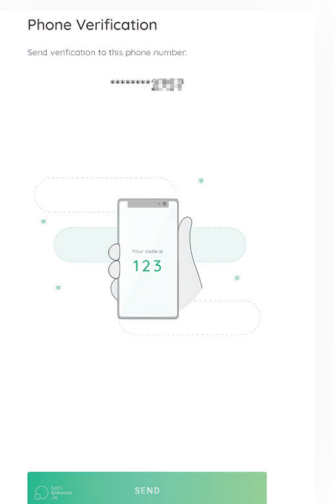 Phone Verification
Send verification to this phone number:
********
Your code is
123
SEND